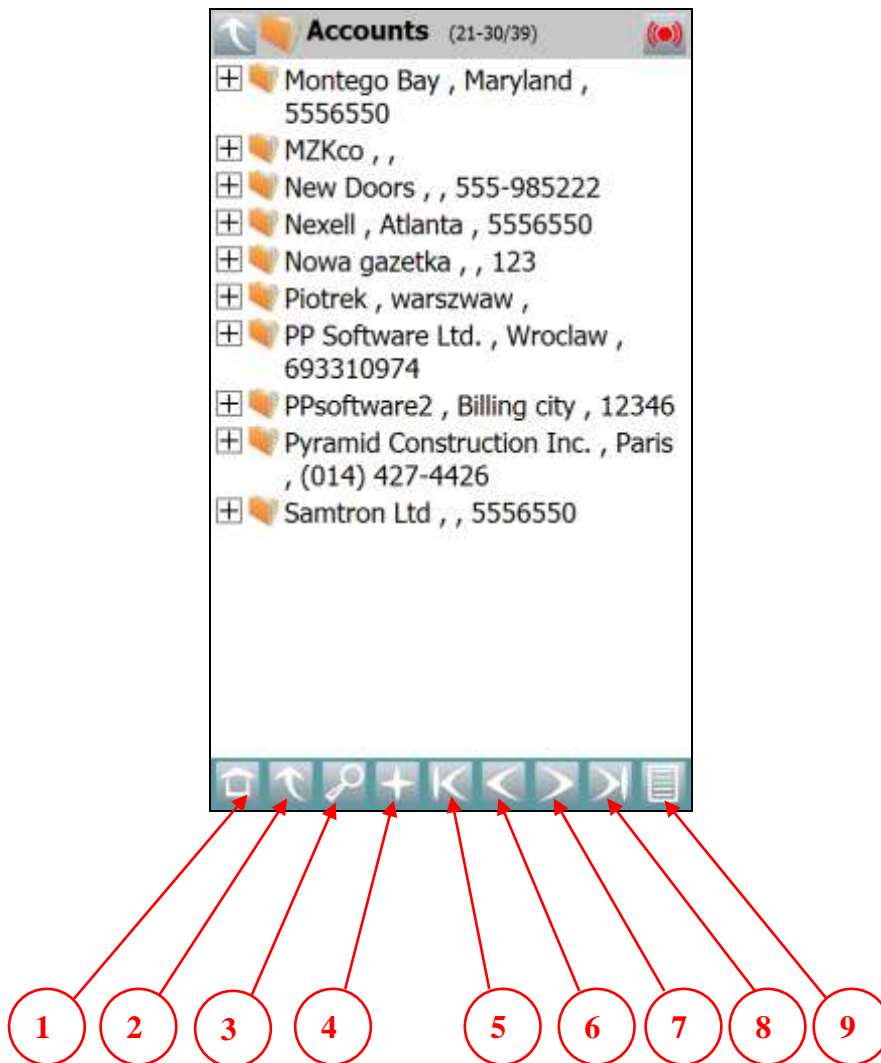 Accounts (21-30/39)
Montego Bay , Maryland ,
5556550
MZKco , ,
New Doors , , 555-985222
Nexell , Atlanta , 5556550
Nowa gazetka , , 123
Piotrek , warszwaw ,
PP Software Ltd. , Wroclaw ,
693310974
PPsoftware2 , Billing city , 12346
Pyramid Construction Inc. , Paris
, (014) 427-4426
Samtron Ltd , , 5556550
1 2 3 4 5 6 7 8 9